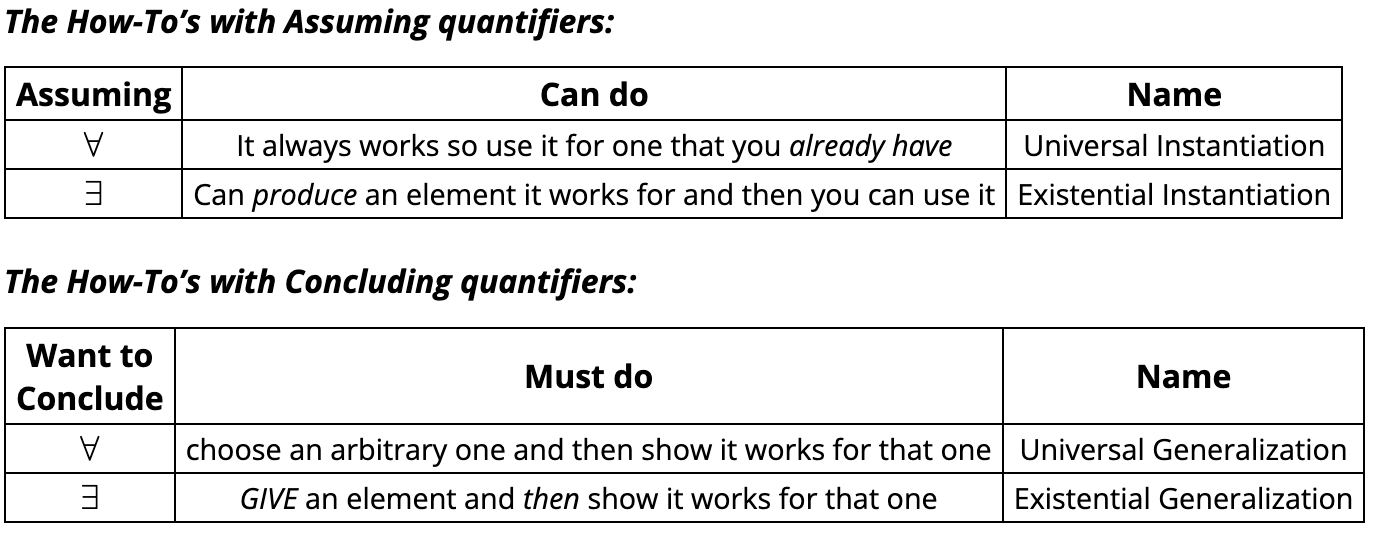 The How-To's with Assuming quantifiers:
Assuming Can do Name
∀ It always works so use it for one that you already have Universal Instantiation
∃ Can produce an element it works for and then you can use it Existential Instantiation
The How-To's with Concluding quantifiers:
Want to
Conclude Must do Name
∀ choose an arbitrary one and then show it works for that one Universal Generalization
∃ GIVE an element and then show it works for that one Existential Generalization